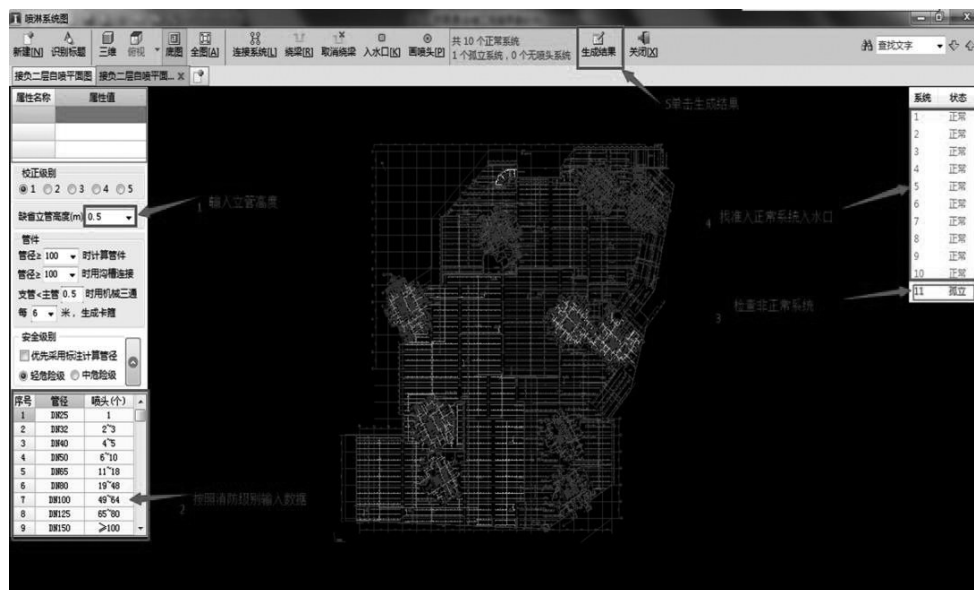 喷淋系统图
新建[N] 识别标题 三维 俯视 底图 全图[A] 连接系统[L] 绕梁[R] 取消绕梁 入水口[K] 画喷头[P] 共 10 个正常系统 生成结果 关闭[X] 查找文字
1 个孤立系统，0 个无喷头系统
接负二层自喷平面图 接负二层自喷平面… x
5单击生成结果
属性名称 属性值
系统 状态
1 正常
2 正常
3 正常
4 正常
5 正常
6 正常
7 正常
8 正常
9 正常
10 正常
11 孤立
校正级别
1 2 3 4 5
缺省立管高度(m) 0.5
1 输入立管高度
4 找准入正常系统入水口
管件
管径≥ 100 时计算管件
管径≥ 100 时用沟槽连接
支管<主管 0.5 时用机械三通
每 6 米，生成卡箍
3 检查非正常系统
安全级别
优先采用标注计算管径
轻危险级 中危险级
序号 管径 喷头(个)
1 DN25 1
2 DN32 2~3
3 DN40 4~5
4 DN50 6~10
5 DN65 11~18
6 DN80 19~48
7 DN100 49~64
8 DN125 65~80
9 DN150 ≥100
2 按照消防级别输入数据